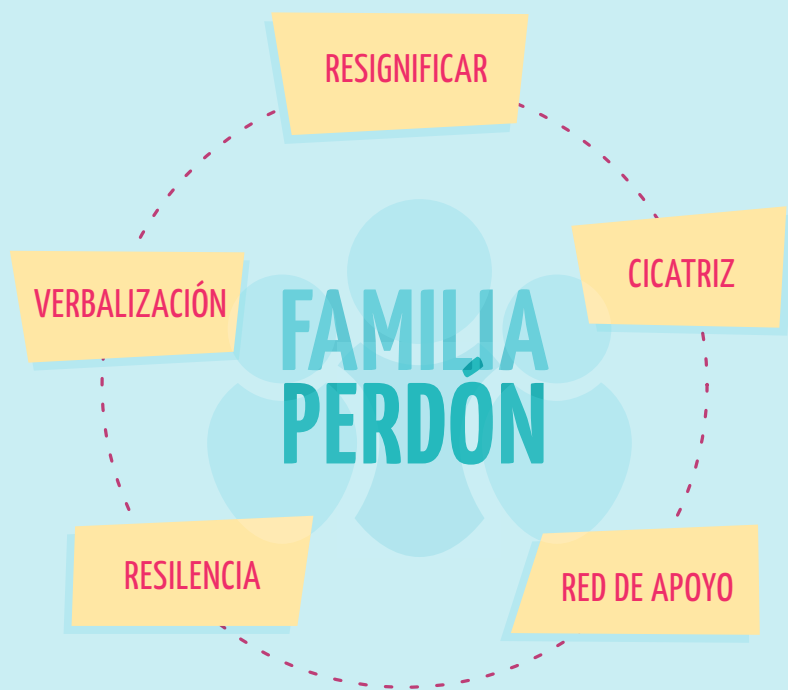 RESIGNIFICAR
CICATRIZ
VERBALIZACIÓN
FAMILIA
PERDÓN
RESILENCIA
RED DE APOYO